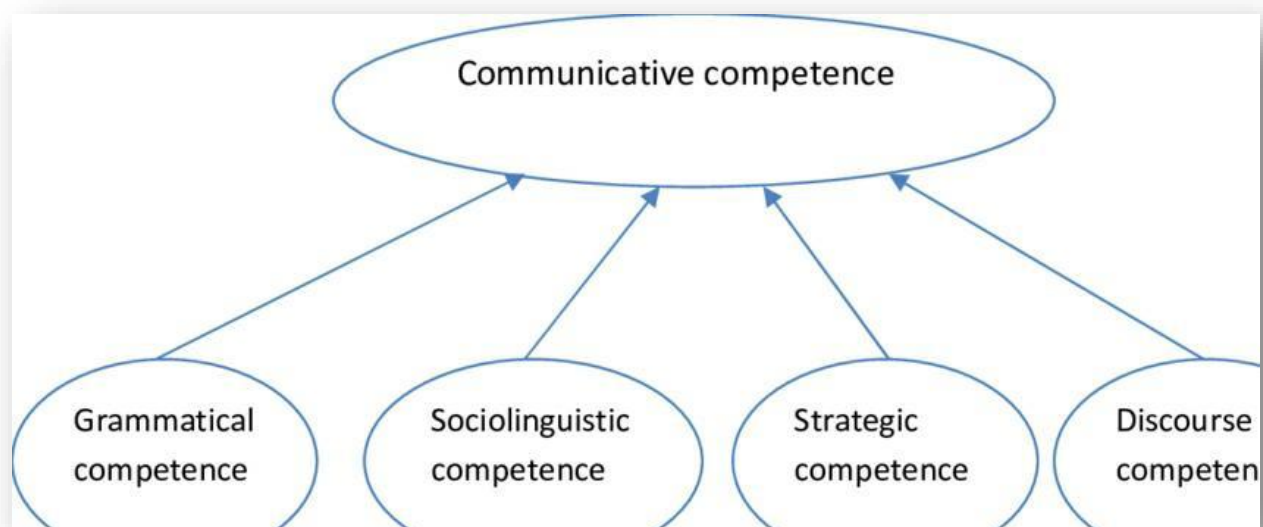 Communicative competence
Grammatical
competence
Sociolinguistic
competence
Strategic
competence
Discourse
competen